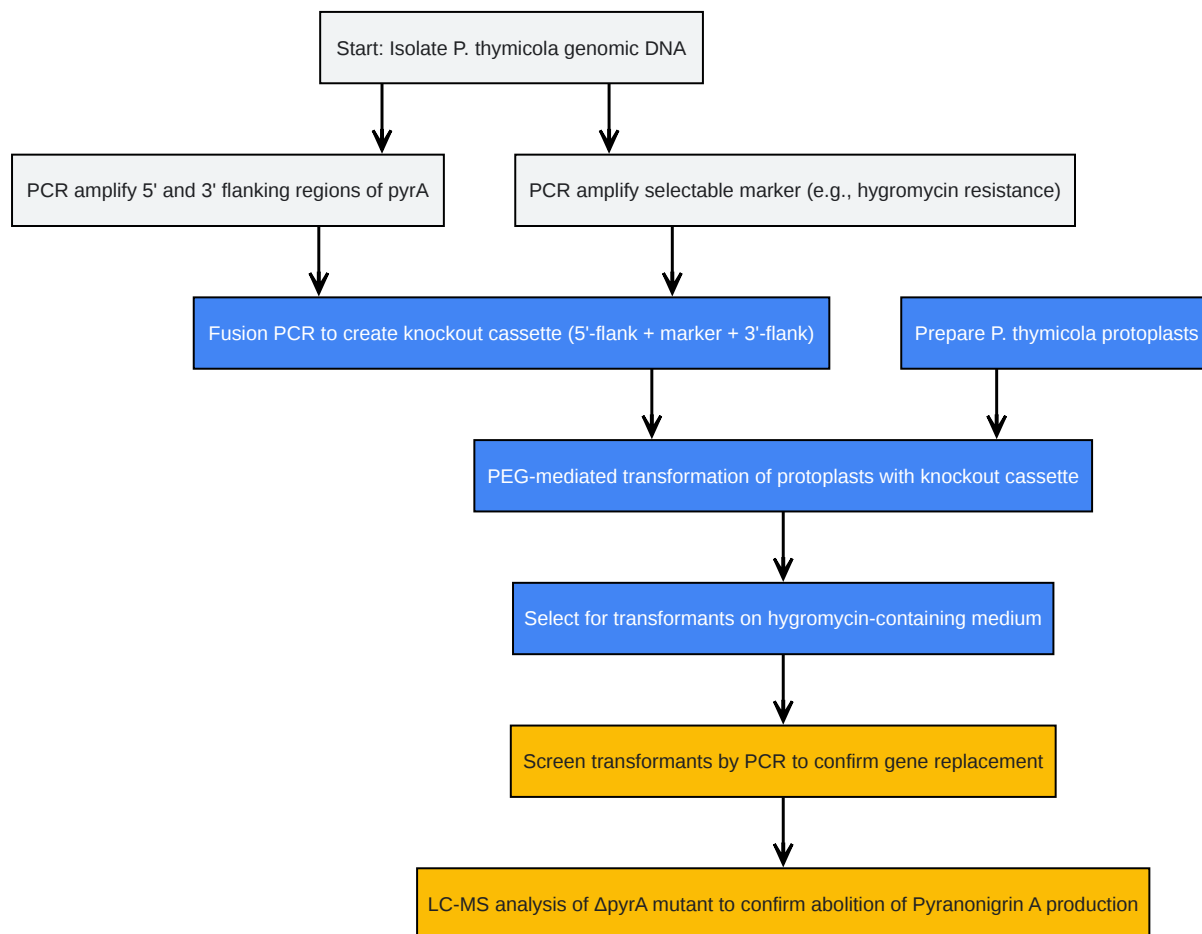 Start: Isolate P. thymicola genomic DNA
PCR amplify 5' and 3' flanking regions of pyrA
PCR amplify selectable marker (e.g., hygromycin resistance)
Fusion PCR to create knockout cassette (5'-flank + marker + 3'-flank)
Prepare P. thymicola protoplasts
PEG-mediated transformation of protoplasts with knockout cassette
Select for transformants on hygromycin-containing medium
Screen transformants by PCR to confirm gene replacement
LC-MS analysis of ΔpyrA mutant to confirm abolition of Pyranonigrin A production